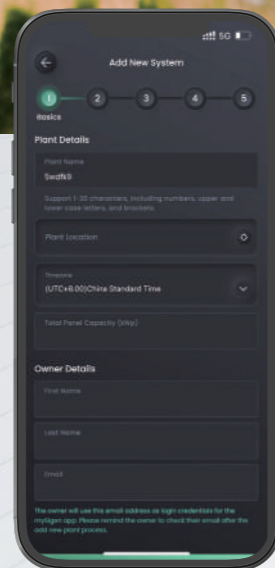 5G
Add New System
1
2
3
4
5
Basics
Plant Details
Plant Name
Swdfk9
Support 1-32 characters, including numbers, upper and
lower case letters, and brackets.
Plant Location
Timezone
(UTC+8.00)China Standard Time
Total Panel Capacity (kWp)
Owner Details
First Name
Last Name
Email
The owner will use this email address as login credentials for the
mySigen app. Please remind the owner to check their email after the
add new plant process.